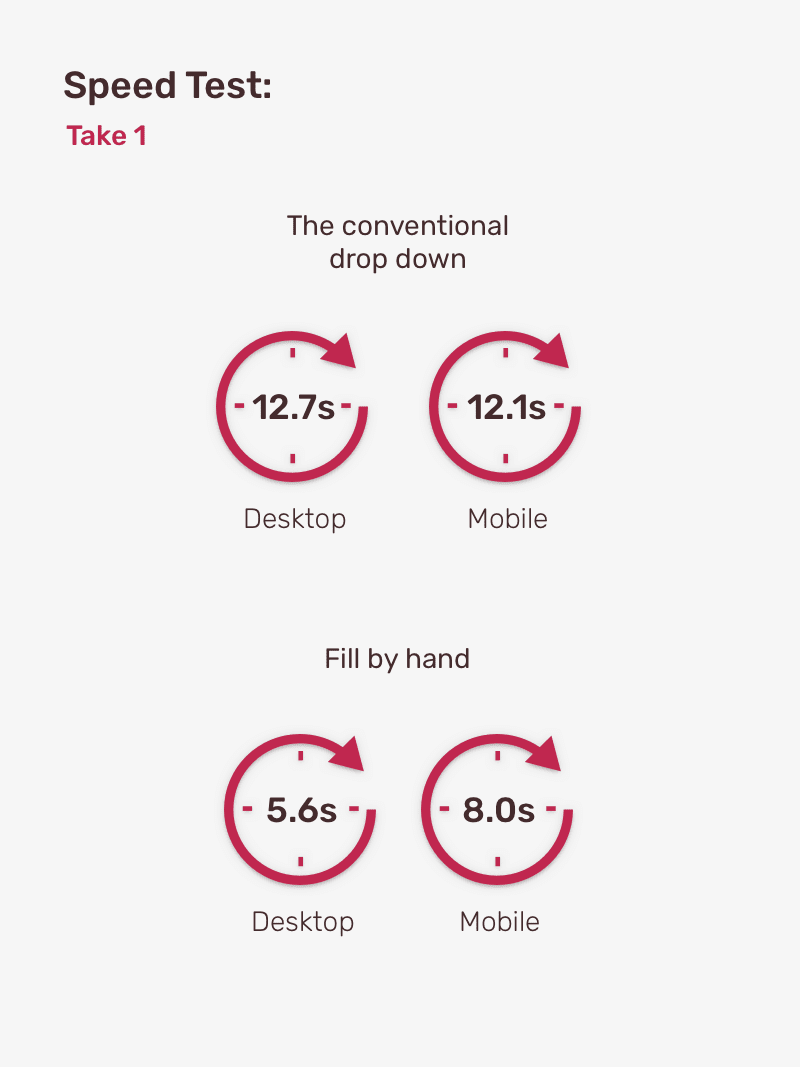 Speed Test:
Take 1
The conventional
drop down
12.7s
12.1s
Desktop
Mobile
Fill by hand
5.6s
8.0s
Desktop
Mobile